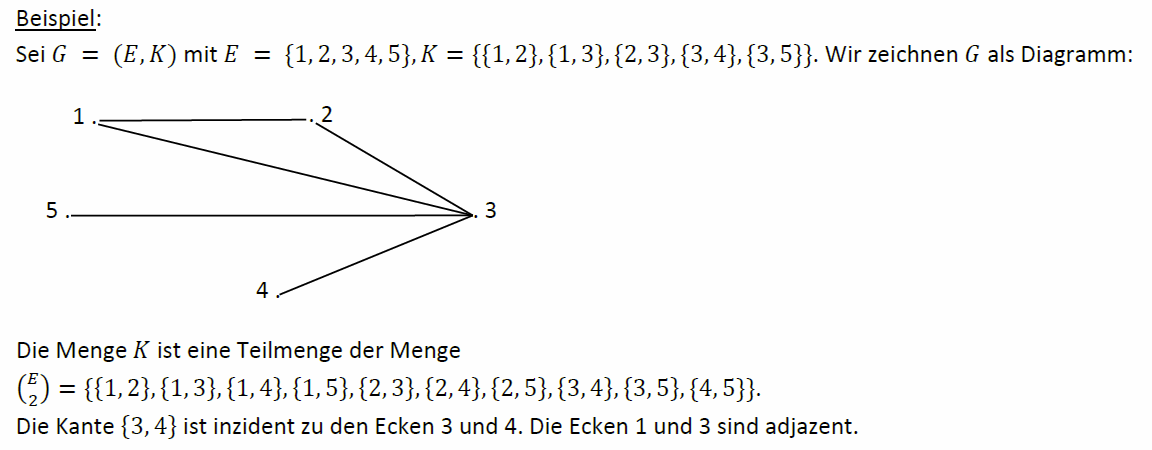 Beispiel:
Sei G = (E, K) mit E = {1, 2, 3, 4, 5}, K = {{1, 2}, {1, 3}, {2, 3}, {3, 4}, {3, 5}}. Wir zeichnen G als Diagramm:
1 . . 2
5 . . 3
4 .
Die Menge K ist eine Teilmenge der Menge
(E 2) = {{1, 2}, {1, 3}, {1, 4}, {1, 5}, {2, 3}, {2, 4}, {2, 5}, {3, 4}, {3, 5}, {4, 5}}.
Die Kante {3, 4} ist inzident zu den Ecken 3 und 4. Die Ecken 1 und 3 sind adjazent.